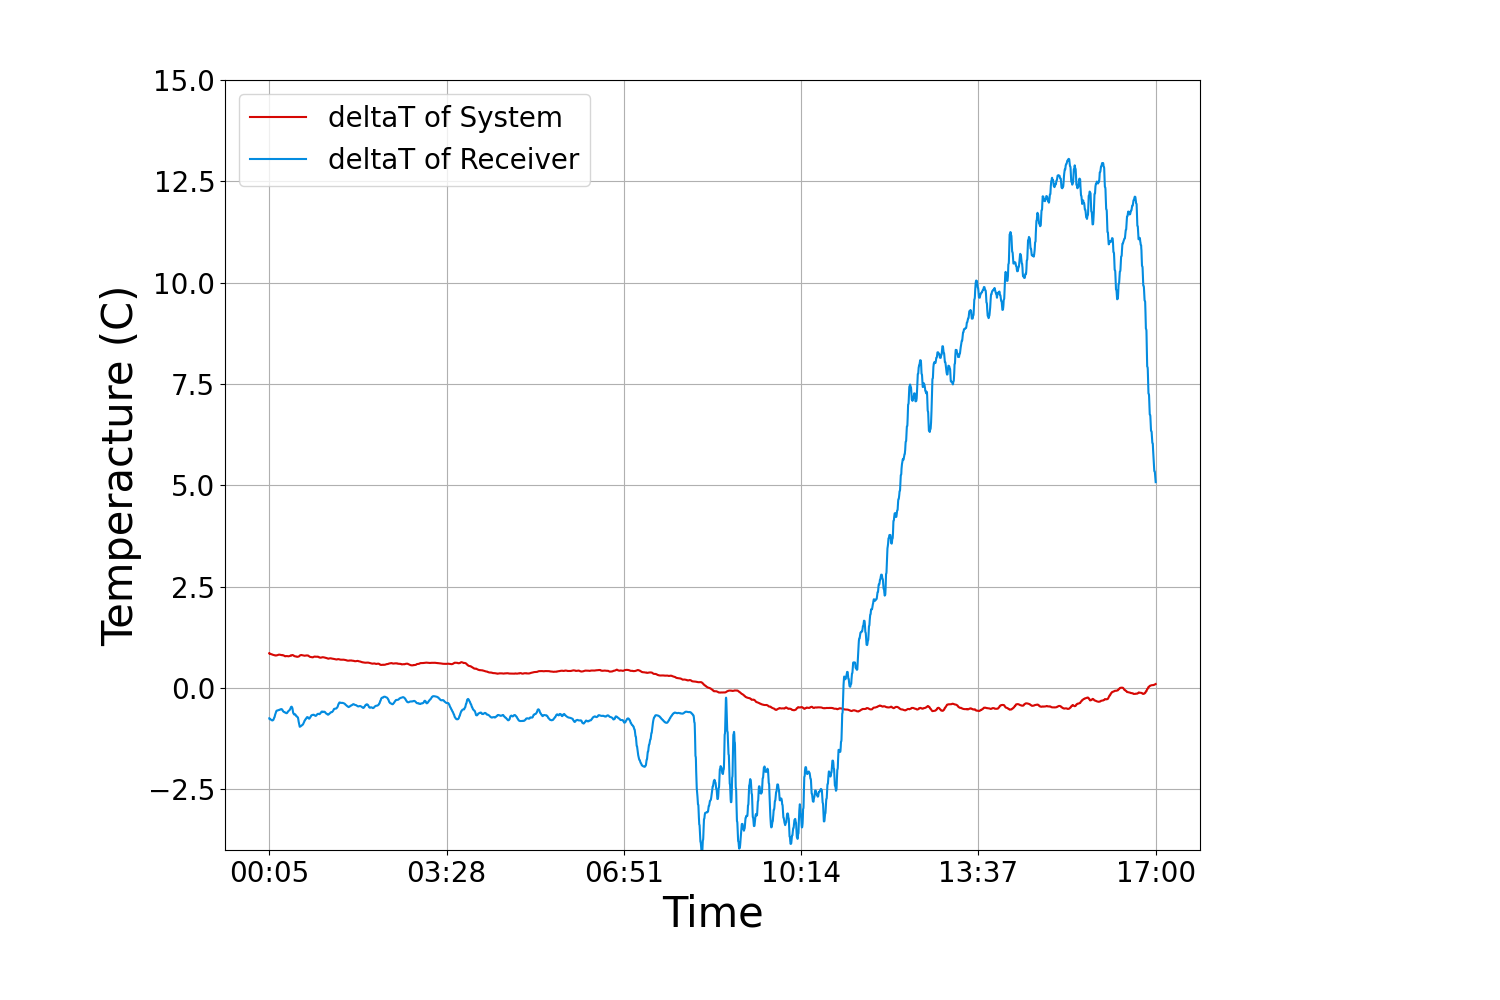 15.0
deltaT of System
deltaT of Receiver
12.5
10.0
7.5
5.0
2.5
0.0
−2.5
Temperacture (C)
00:05 03:28 06:51 10:14 13:37 17:00
Time